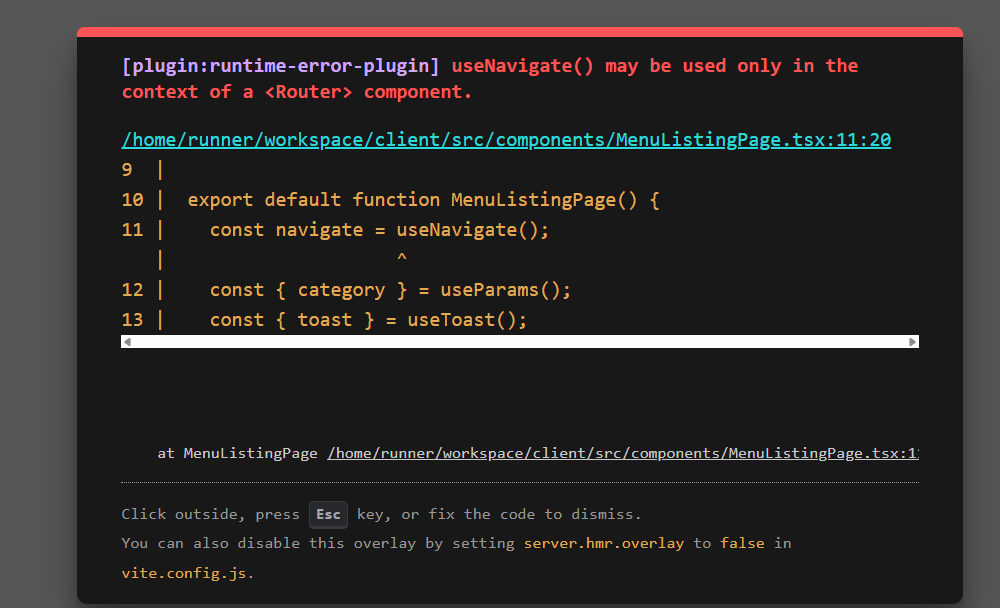 [plugin:runtime-error-plugin] useNavigate() may be used only in the
context of a <Router> component.
/home/runner/workspace/client/src/components/MenuListingPage.tsx:11:20
9  |
10 |  export default function MenuListingPage() {
11 |    const navigate = useNavigate();
   |                     ^
12 |    const { category } = useParams();
13 |    const { toast } = useToast();
at MenuListingPage /home/runner/workspace/client/src/components/MenuListingPage.tsx:1
Click outside, press Esc key, or fix the code to dismiss.
You can also disable this overlay by setting server.hmr.overlay to false in
vite.config.js.